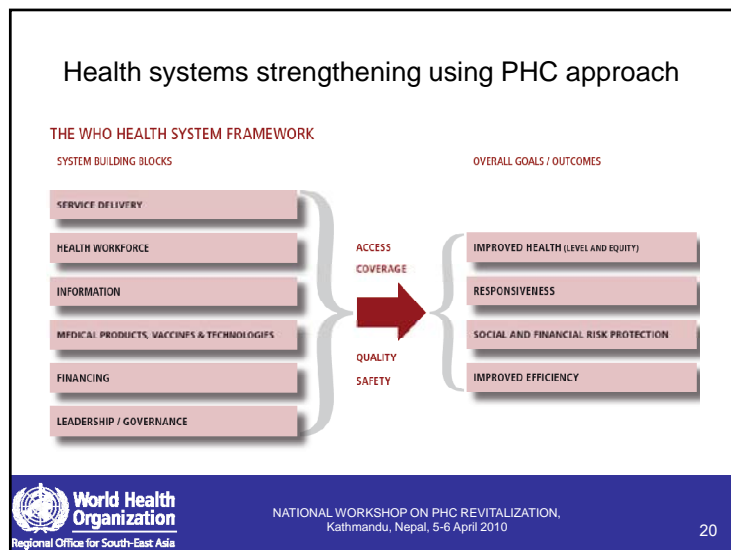 Health systems strengthening using PHC approach
THE WHO HEALTH SYSTEM FRAMEWORK
SYSTEM BUILDING BLOCKS
OVERALL GOALS / OUTCOMES
SERVICE DELIVERY
HEALTH WORKFORCE
INFORMATION
MEDICAL PRODUCTS, VACCINES & TECHNOLOGIES
FINANCING
LEADERSHIP / GOVERNANCE
ACCESS
COVERAGE
QUALITY
SAFETY
IMPROVED HEALTH (LEVEL AND EQUITY)
RESPONSIVENESS
SOCIAL AND FINANCIAL RISK PROTECTION
IMPROVED EFFICIENCY
World Health
Organization
Regional Office for South-East Asia
NATIONAL WORKSHOP ON PHC REVITALIZATION,
Kathmandu, Nepal, 5-6 April 2010
20